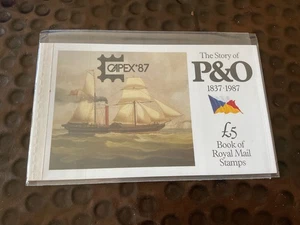 CAPEX'87
The Story of
P&O
1837-1987
£5
Book of
Royal Mail
Stamps